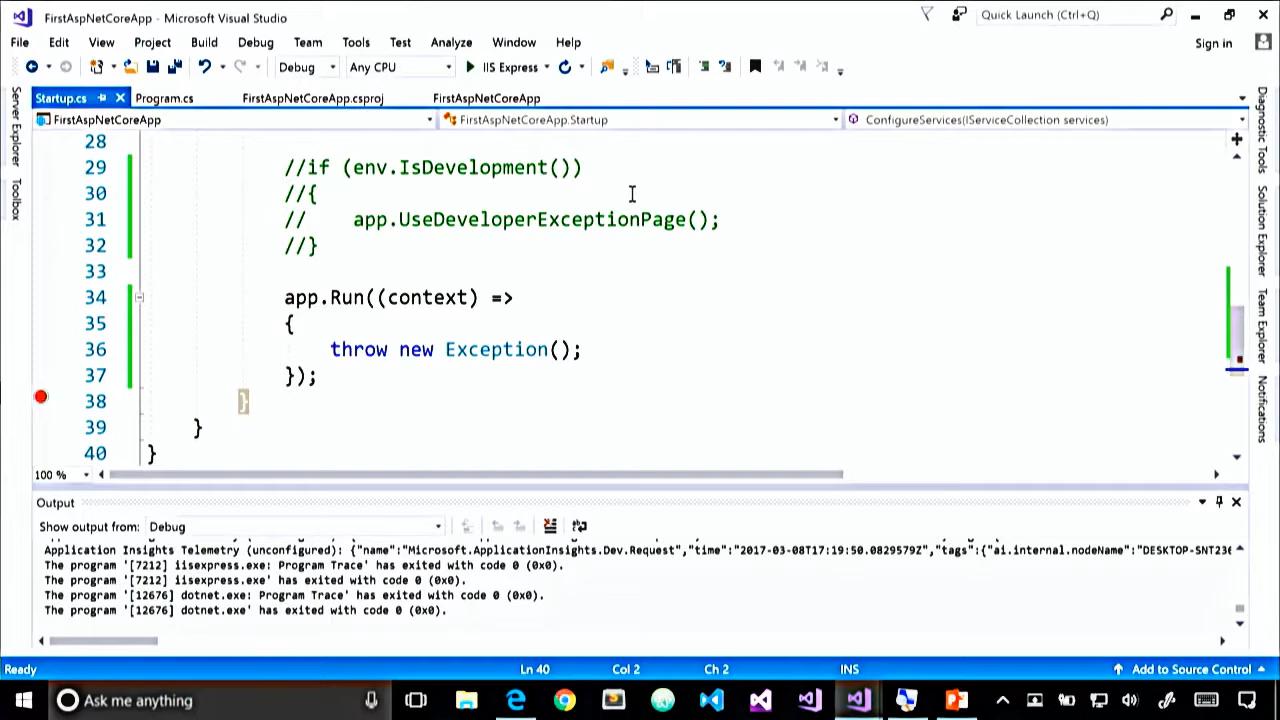 FirstAspNetCoreApp - Microsoft Visual Studio
Quick Launch (Ctrl+Q)
File Edit View Project Build Debug Team Tools Test Analyze Window Help
Sign in
Debug Any CPU IIS Express
Startup.cs Program.cs FirstAspNetCoreApp.csproj FirstAspNetCoreApp
FirstAspNetCoreApp FirstAspNetCoreApp.Startup ConfigureServices(IServiceCollection services)
Server Explorer
Toolbox
28
29 //if (env.IsDevelopment())
30 //{
31 // app.UseDeveloperExceptionPage();
32 //}
33
34 app.Run((context) =>
35 {
36 throw new Exception();
37 });
38 }
39 }
40 }
Diagnostic Tools
Solution Explorer
Team Explorer
Notifications
100 %
Output
Show output from: Debug
Application Insights Telemetry (unconfigured): {"name":"Microsoft.ApplicationInsights.Dev.Request","time":"2017-03-08T17:19:50.0829579Z","tags":{"ai.internal.nodeName":"DESKTOP-SNT236
The program '[7212] iisexpress.exe: Program Trace' has exited with code 0 (0x0).
The program '[7212] iisexpress.exe' has exited with code 0 (0x0).
The program '[12676] dotnet.exe: Program Trace' has exited with code 0 (0x0).
The program '[12676] dotnet.exe' has exited with code 0 (0x0).
Ready Ln 40 Col 2 Ch 2 INS Add to Source Control
Ask me anything